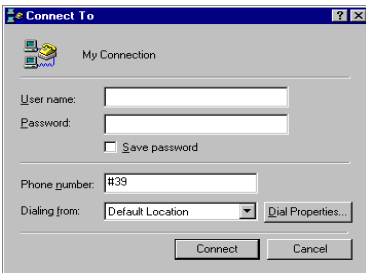 Connect To
My Connection
User name:
Password:
Save password
Phone number: #39
Dialing from: Default Location Dial Properties...
Connect Cancel